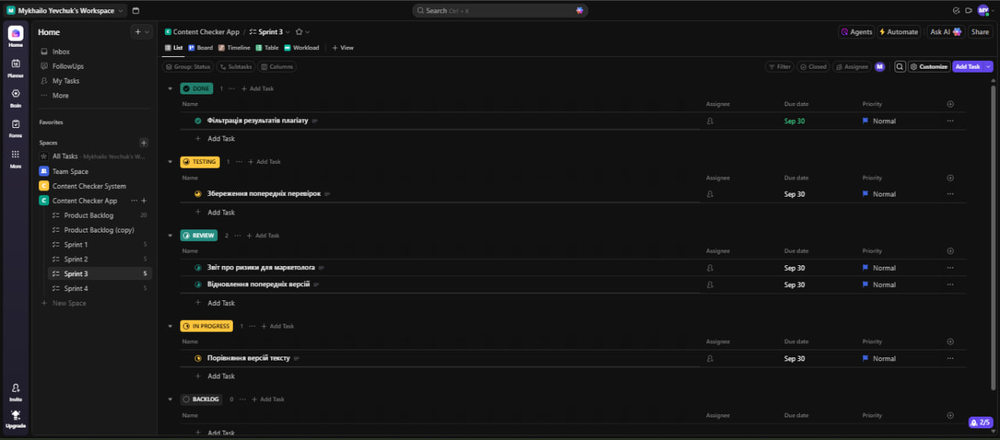 M Mykhailo Yevchuk's Workspace
Search Ctrl + K
MY
Home
Planner
Brain
Forms
More
Invite
Upgrade
Home
Inbox
FollowUps
My Tasks
More
Favorites
Spaces
All Tasks - Mykhailo Yevchuk's W...
Team Space
C Content Checker System
C Content Checker App
Product Backlog 20
Product Backlog (copy)
Sprint 1 5
Sprint 2 5
Sprint 3 5
Sprint 4 5
New Space
C Content Checker App / Sprint 3
Agents Automate Ask AI Share
List Board Timeline Table Workload + View
Group: Status Subtasks Columns
Filter Closed Assignee M Customize Add Task
DONE 1 ... + Add Task
Name Assignee Due date Priority
Фільтрація результатів плагіату Sep 30 Normal
+ Add Task
TESTING 1 ... + Add Task
Name Assignee Due date Priority
Збереження попередніх перевірок Sep 30 Normal
+ Add Task
REVIEW 2 ... + Add Task
Name Assignee Due date Priority
Звіт про ризики для маркетолога Sep 30 Normal
Відновлення попередніх версій Sep 30 Normal
+ Add Task
IN PROGRESS 1 ... + Add Task
Name Assignee Due date Priority
Порівняння версій тексту Sep 30 Normal
+ Add Task
BACKLOG 0 ... + Add Task
Name Assignee Due date Priority
+ Add Task
2/5